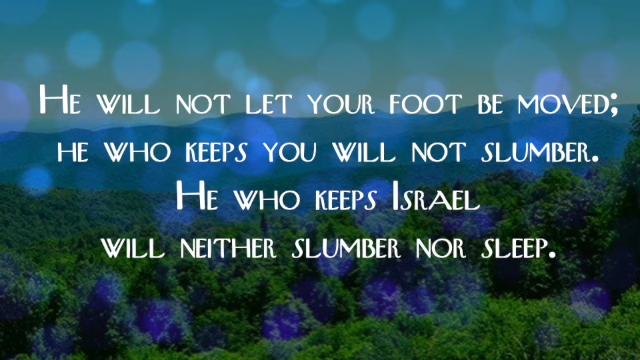 He will not let your foot be moved;
he who keeps you will not slumber.
He who keeps Israel
will neither slumber nor sleep.